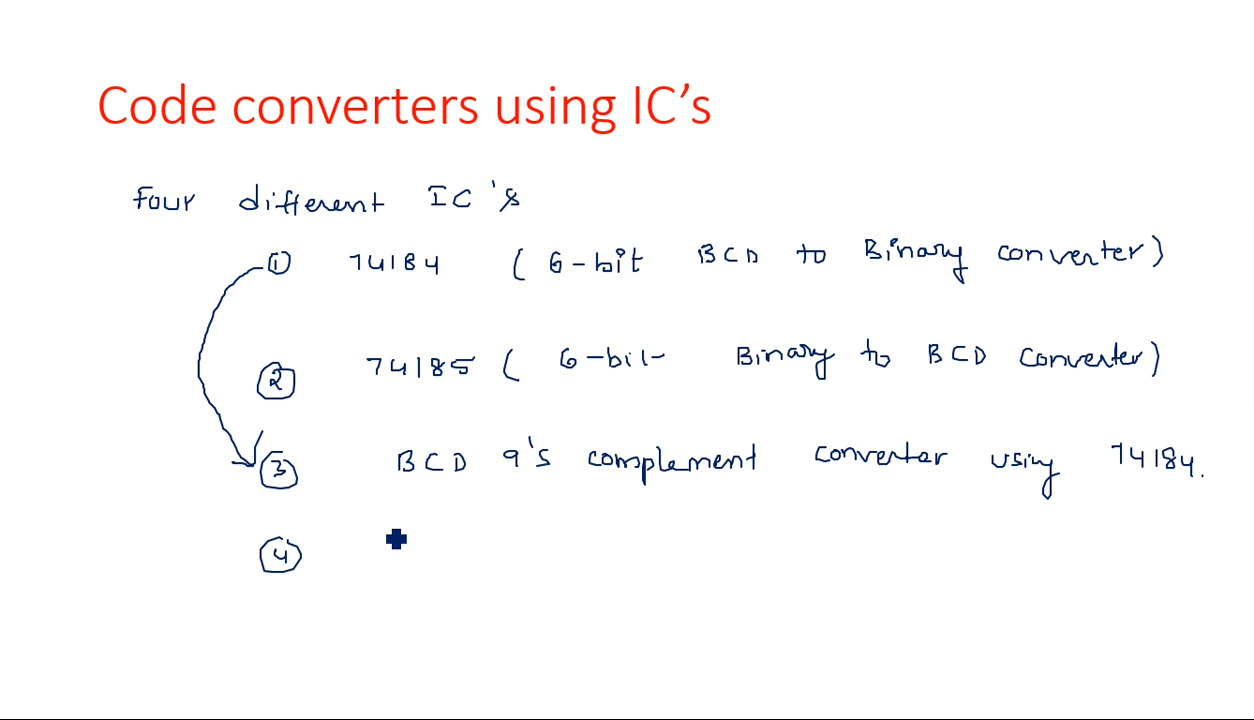 Code converters using IC’s
Four different IC's
① 74184 ( 6-bit BCD to Binary converter)
② 74185 ( 6-bit Binary to BCD converter)
③ BCD 9's complement converter using 74184.
④